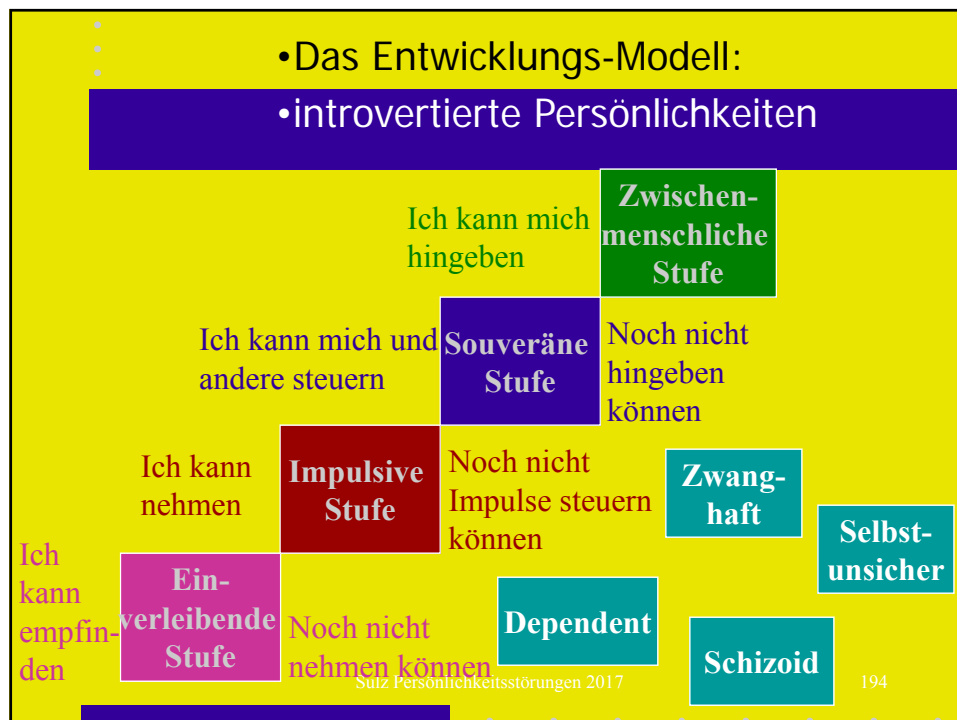 •Das Entwicklungs-Modell:
•introvertierte Persönlichkeiten
Zwischen-
menschliche
Stufe
Ich kann mich
hingeben
Souveräne
Stufe
Ich kann mich und
andere steuern
Noch nicht
hingeben
können
Impulsive
Stufe
Ich kann
nehmen
Noch nicht
Impulse steuern
können
Zwang-
haft
Selbst-
unsicher
Ich
kann
empfin-
den
Ein-
verleibende
Stufe
Noch nicht
nehmen können
Dependent
Schizoid
Sulz Persönlichkeitsstörungen 2017
194